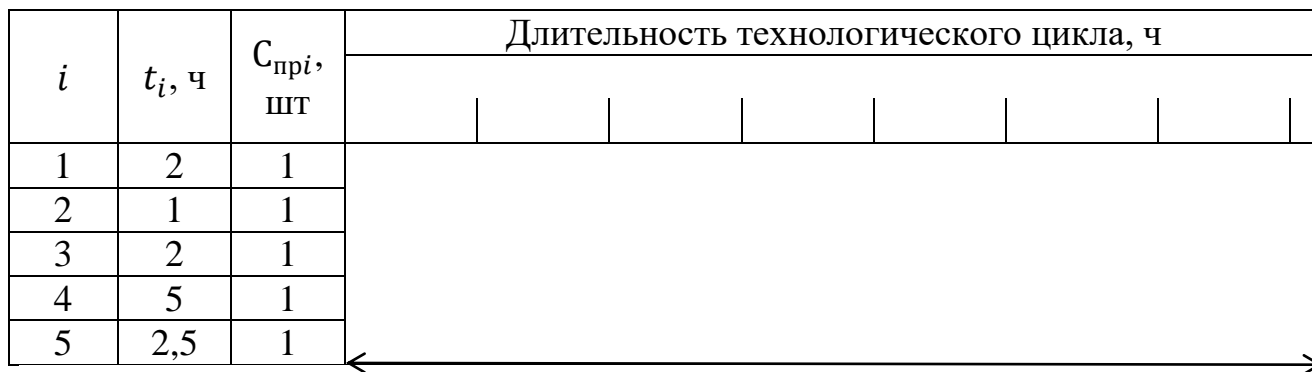 i t_i, ч С_прi, шт Длительность технологического цикла, ч
1 2 1
2 1 1
3 2 1
4 5 1
5 2,5 1